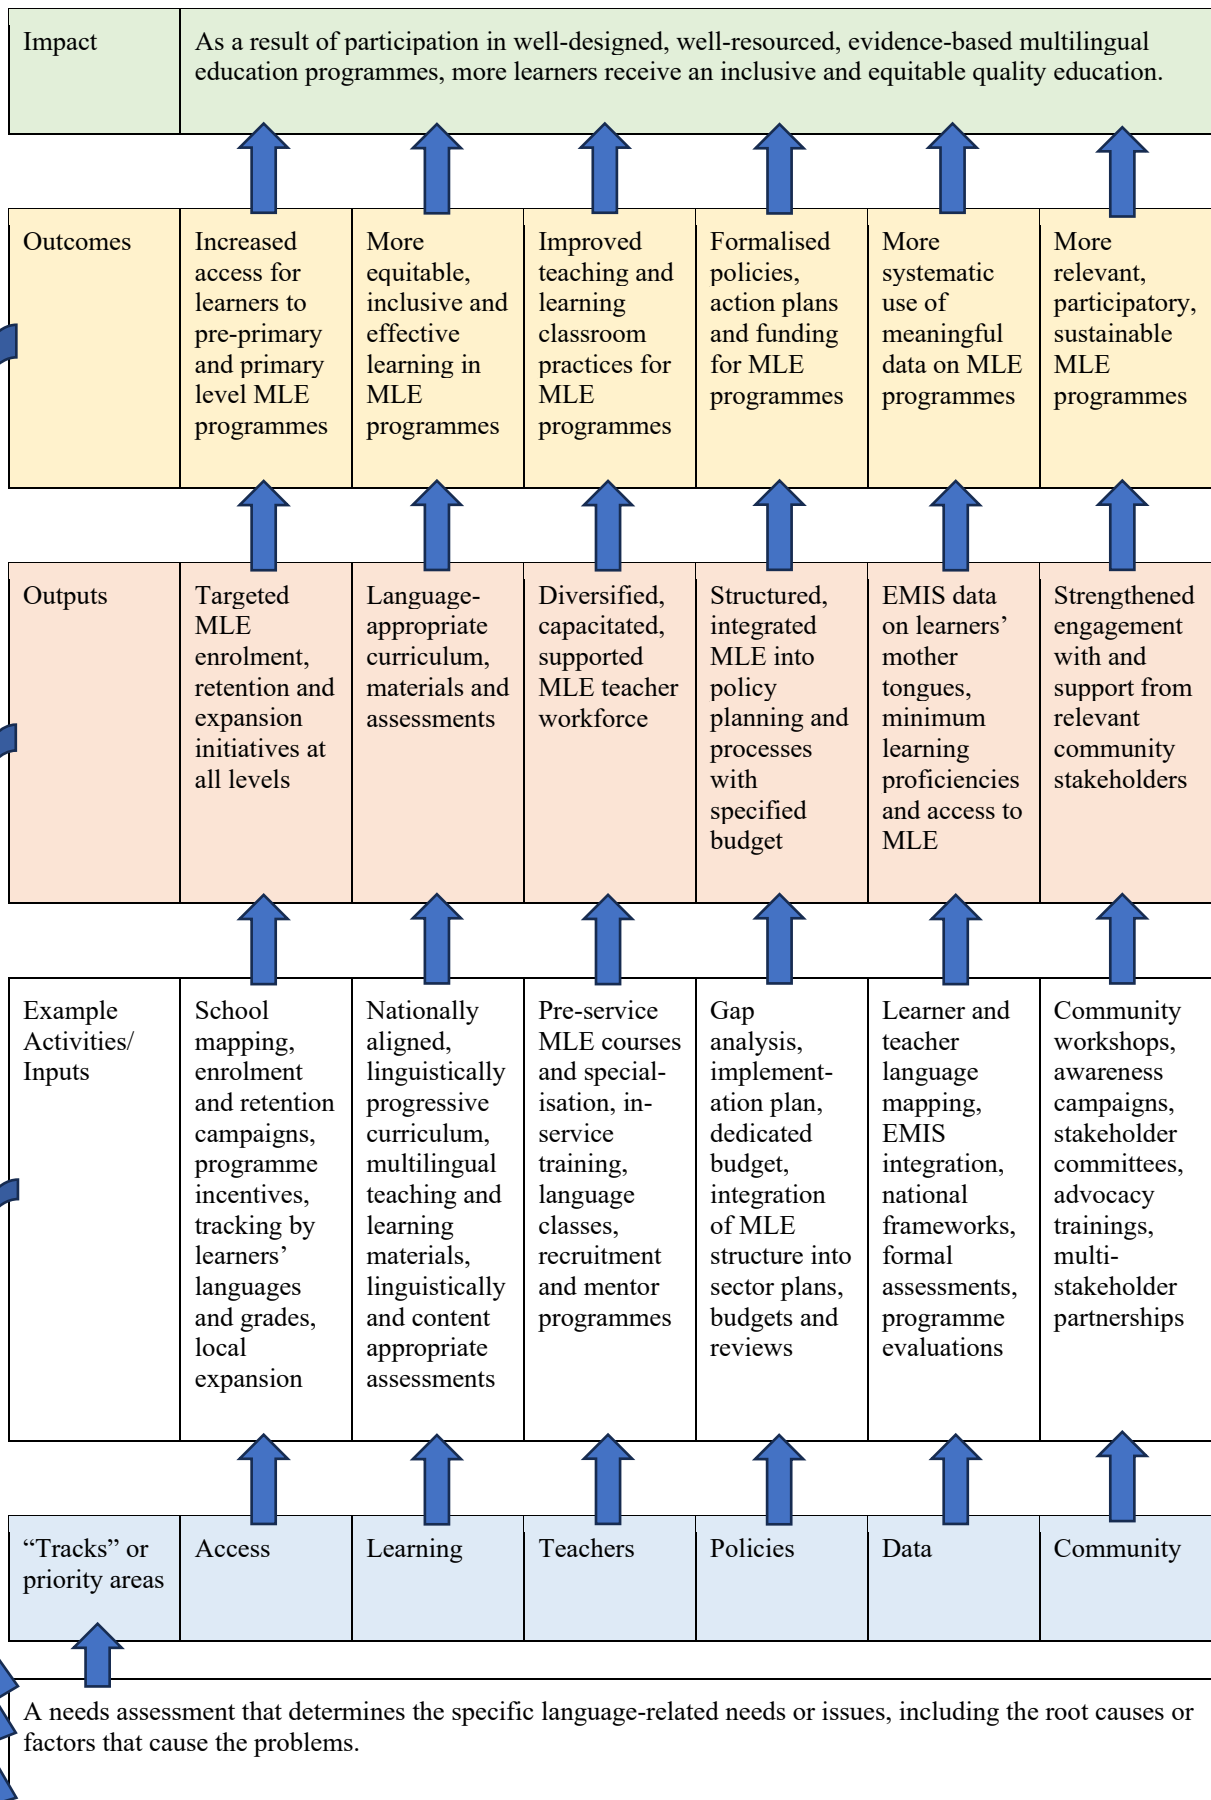 Impact
As a result of participation in well-designed, well-resourced, evidence-based multilingual
education programmes, more learners receive an inclusive and equitable quality education.
Outcomes
Increased
access for
learners to
pre-primary
and primary
level MLE
programmes
More
equitable,
inclusive and
effective
learning in
MLE
programmes
Improved
teaching and
learning
classroom
practices for
MLE
programmes
Formalised
policies,
action plans
and funding
for MLE
programmes
More
systematic
use of
meaningful
data on MLE
programmes
More
relevant,
participatory,
sustainable
MLE
programmes
Outputs
Targeted
MLE
enrolment,
retention and
expansion
initiatives at
all levels
Language-
appropriate
curriculum,
materials and
assessments
Diversified,
capacitated,
supported
MLE teacher
workforce
Structured,
integrated
MLE into
policy
planning and
processes
with
specified
budget
EMIS data
on learners’
mother
tongues,
minimum
learning
proficiencies
and access to
MLE
Strengthened
engagement
with and
support from
relevant
community
stakeholders
Example
Activities/
Inputs
School
mapping,
enrolment
and retention
campaigns,
programme
incentives,
tracking by
learners’
languages
and grades,
local
expansion
Nationally
aligned,
linguistically
progressive
curriculum,
multilingual
teaching and
learning
materials,
linguistically
and content
appropriate
assessments
Pre-service
MLE courses
and special-
isation, in-
service
training,
language
classes,
recruitment
and mentor
programmes
Gap
analysis,
implement-
ation plan,
dedicated
budget,
integration
of MLE
structure into
sector plans,
budgets and
reviews
Learner and
teacher
language
mapping,
EMIS
integration,
national
frameworks,
formal
assessments,
programme
evaluations
Community
workshops,
awareness
campaigns,
stakeholder
committees,
advocacy
trainings,
multi-
stakeholder
partnerships
“Tracks” or
priority areas
Access
Learning
Teachers
Policies
Data
Community
A needs assessment that determines the specific language-related needs or issues, including the root causes or
factors that cause the problems.